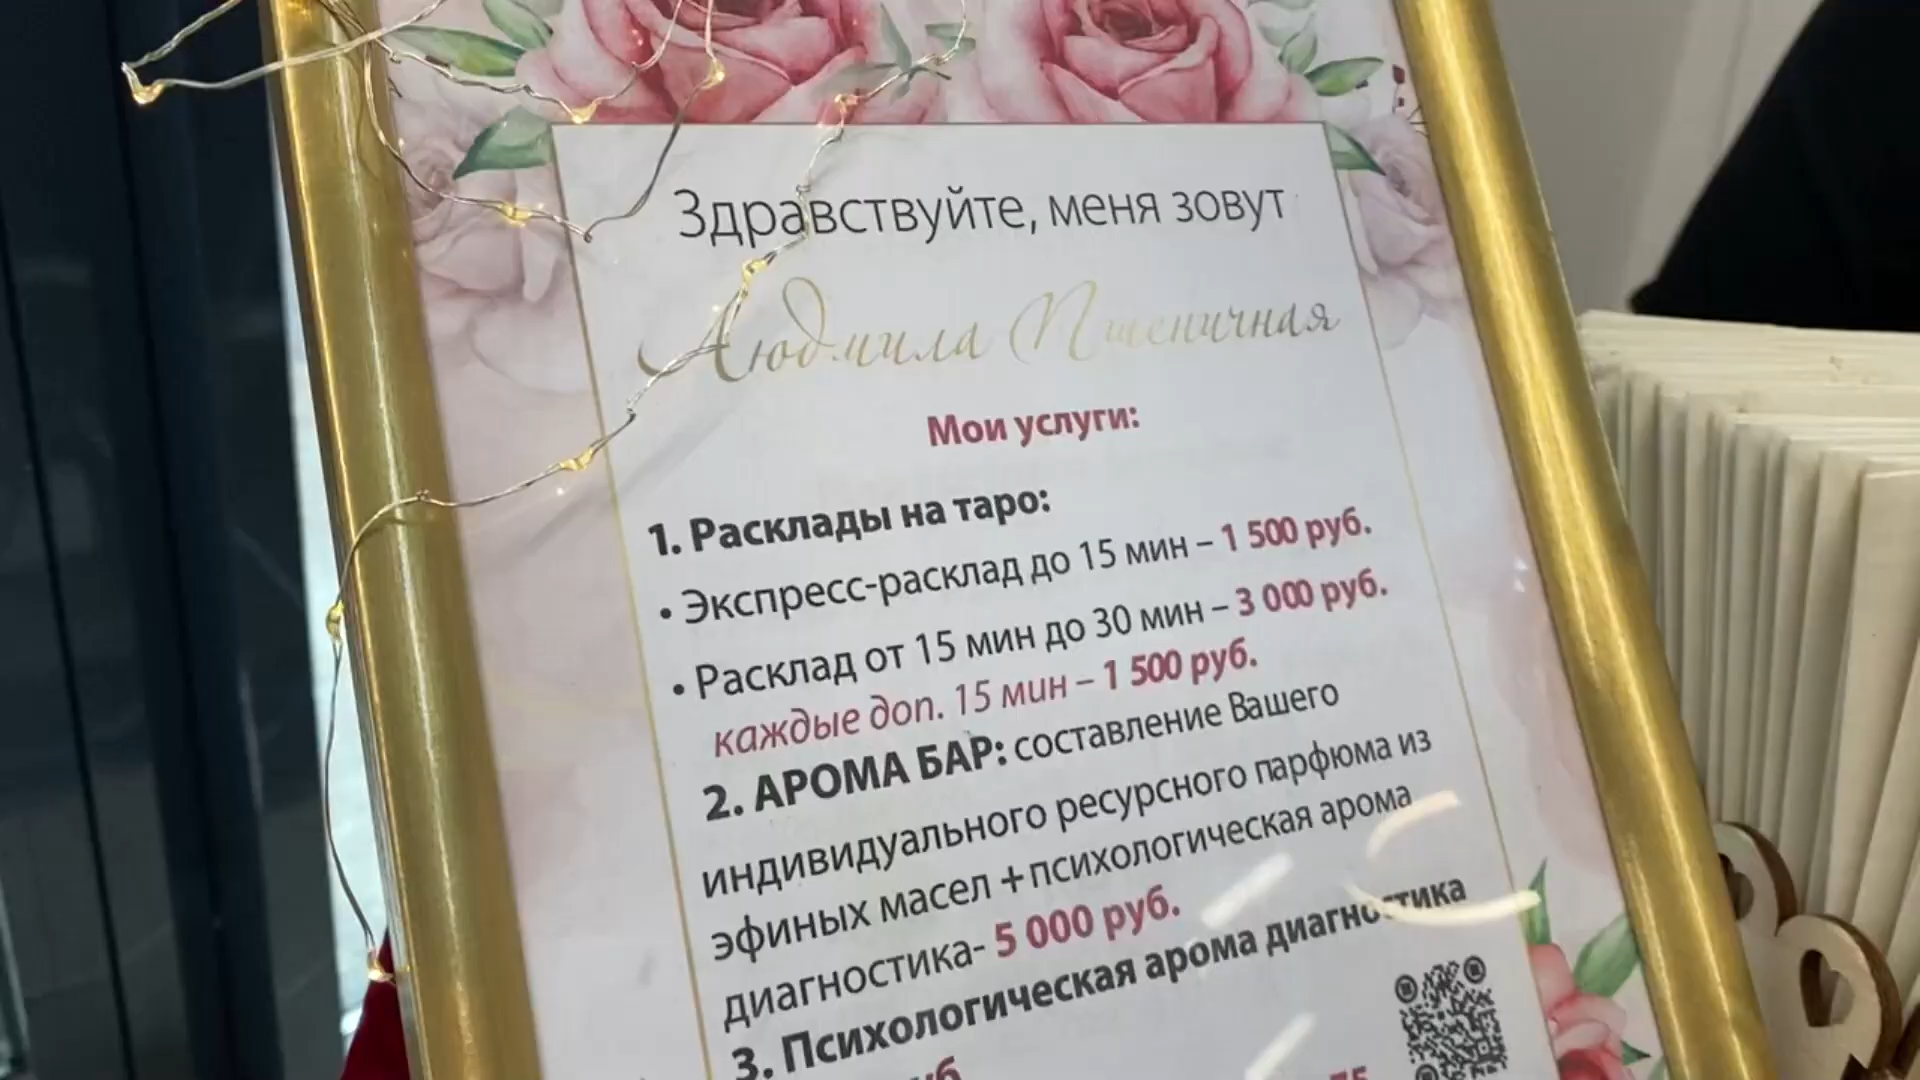 Здравствуйте, меня зовут
Людмила Пшеничная
Мои услуги:
1. Расклады на таро:
• Экспресс-расклад до 15 мин – 1 500 руб.
• Расклад от 15 мин до 30 мин – 3 000 руб.
каждые доп. 15 мин – 1 500 руб.
2. АРОМА БАР: составление Вашего
индивидуального ресурсного парфюма из
эфиных масел +психологическая арома
диагностика- 5 000 руб.
3. Психологическая арома диагностика